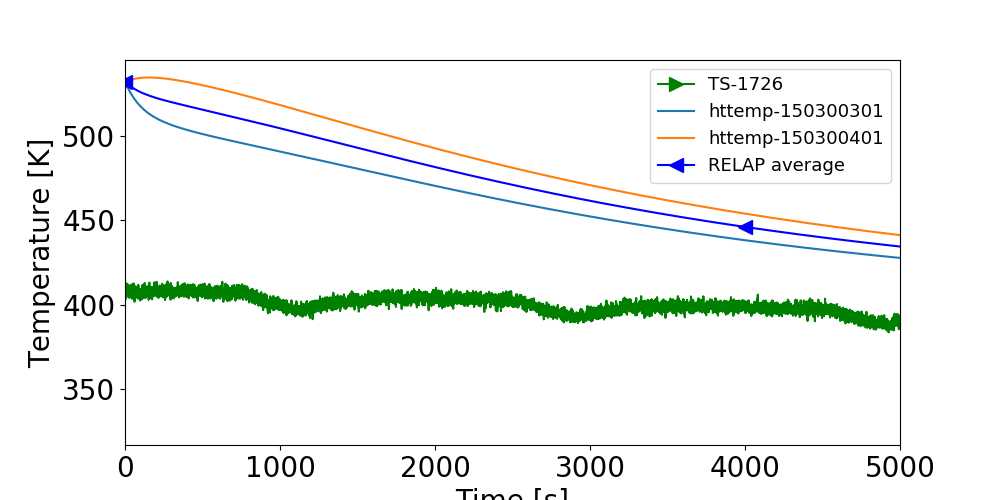 Temperature [K]
500
450
400
350
TS-1726
httemp-150300301
httemp-150300401
RELAP average
0 1000 2000 3000 4000 5000
Time [s]